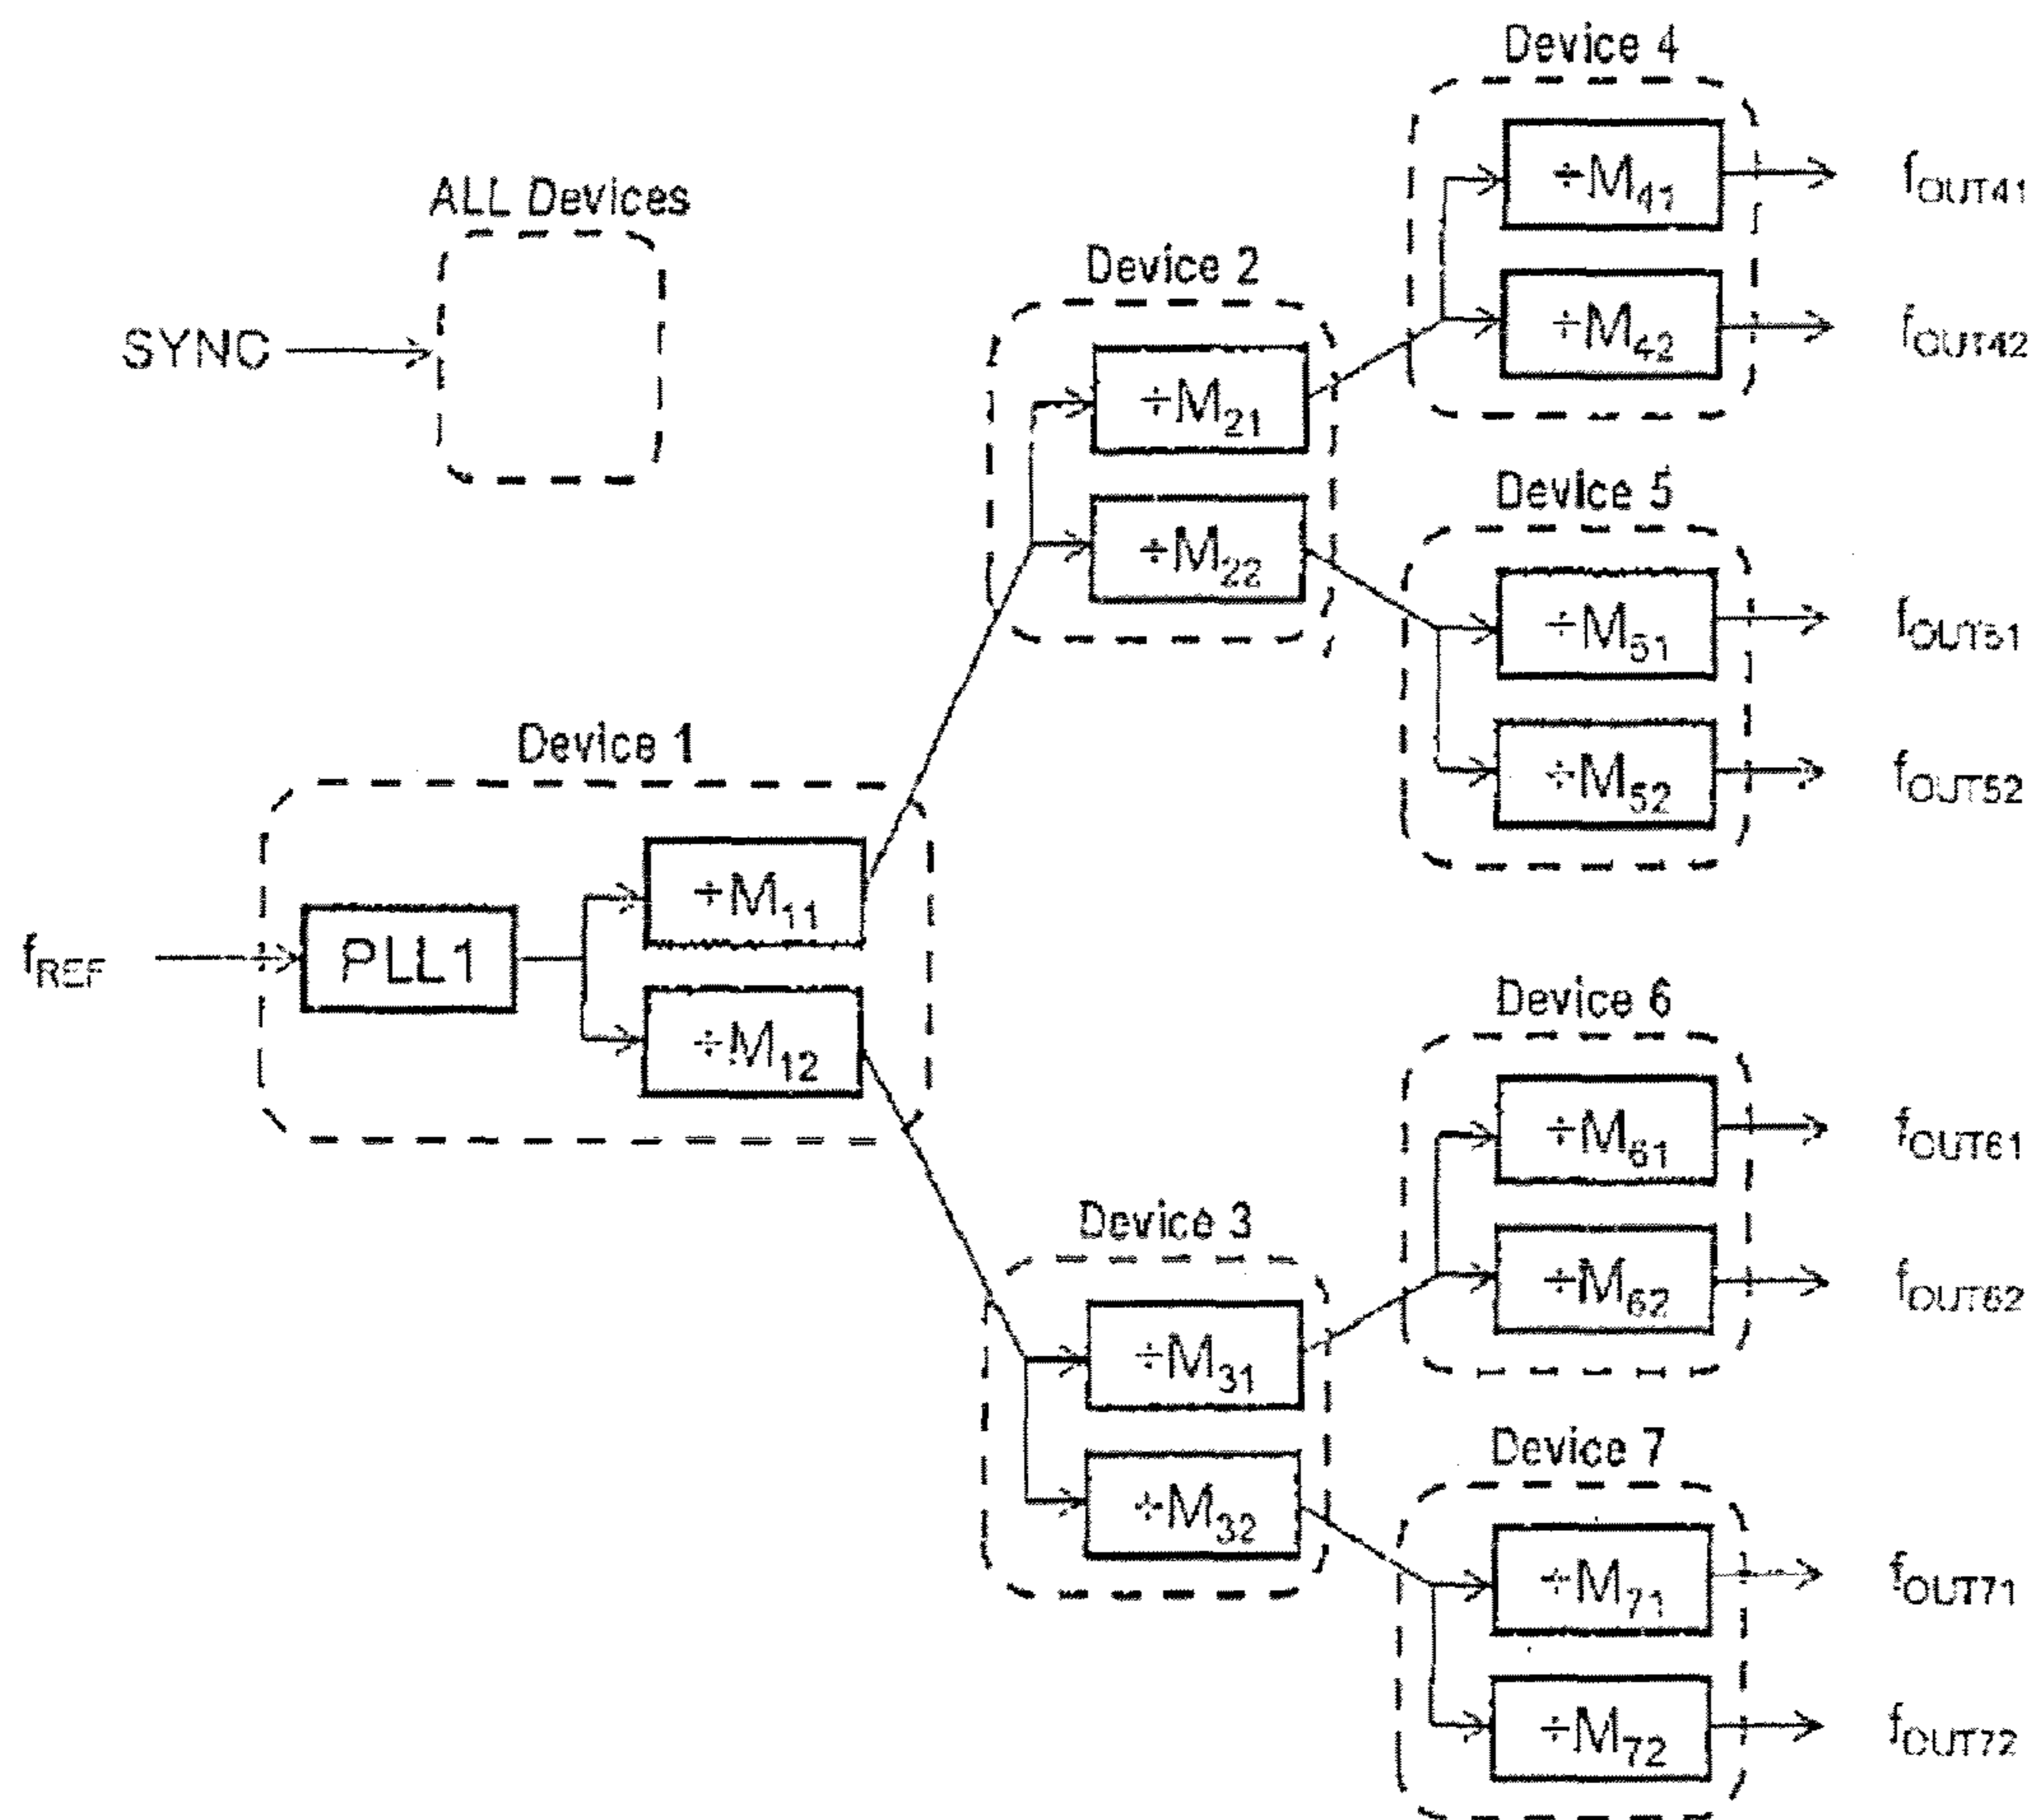 Device 4
÷M41
fOUT41
÷M42
fOUT42
ALL Devices
SYNC
Device 2
÷M21
÷M22
Device 5
÷M51
fOUT51
÷M52
fOUT52
Device 1
fREF
PLL1
÷M11
÷M12
Device 6
÷M61
fOUT61
÷M62
fOUT62
Device 3
÷M31
÷M32
Device 7
÷M71
fOUT71
÷M72
fOUT72